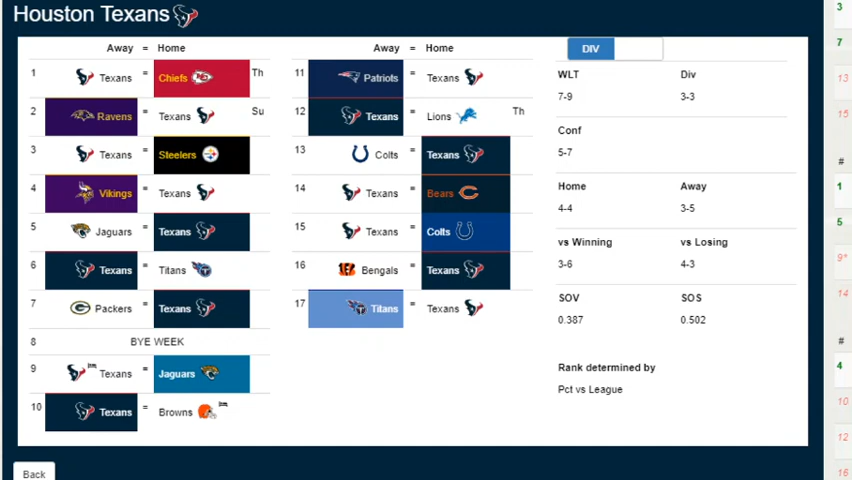 Houston Texans
Away = Home
1 Texans = Chiefs Th
2 Ravens = Texans Su
3 Texans = Steelers
4 Vikings = Texans
5 Jaguars = Texans
6 Texans = Titans
7 Packers = Texans
8 BYE WEEK
9 Texans = Jaguars
10 Texans = Browns
Away = Home
11 Patriots = Texans
12 Texans = Lions Th
13 Colts = Texans
14 Texans = Bears
15 Texans = Colts
16 Bengals = Texans
17 Titans = Texans
DIV
WLT Div
7-9 3-3
Conf
5-7
Home Away
4-4 3-5
vs Winning vs Losing
3-6 4-3
SOV SOS
0.387 0.502
Rank determined by
Pct vs League
Back
3
7
13
15
#
1
5
9*
14
#
4
10
12
16